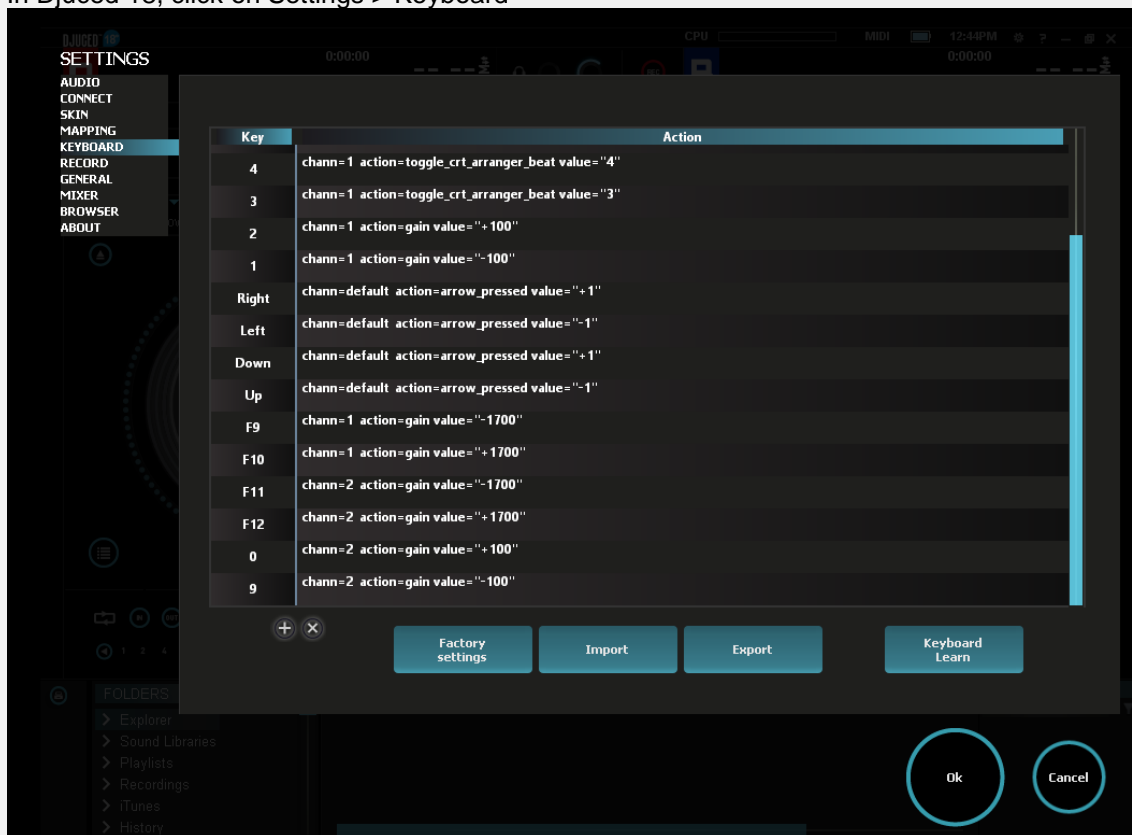 In Djuced 18, click on Settings > Keyboard
DJUCED 18°
CPU
MIDI
12:44PM
? – X
SETTINGS
0:00:00
0:00:00
AUDIO
CONNECT
SKIN
MAPPING
KEYBOARD
RECORD
GENERAL
MIXER
BROWSER
ABOUT
Key Action
4 chann=1 action=toggle_crt_arranger_beat value="4"
3 chann=1 action=toggle_crt_arranger_beat value="3"
2 chann=1 action=gain value="+100"
1 chann=1 action=gain value="-100"
Right chann=default action=arrow_pressed value="+1"
Left chann=default action=arrow_pressed value="-1"
Down chann=default action=arrow_pressed value="+1"
Up chann=default action=arrow_pressed value="-1"
F9 chann=1 action=gain value="-1700"
F10 chann=1 action=gain value="+1700"
F11 chann=2 action=gain value="-1700"
F12 chann=2 action=gain value="+1700"
0 chann=2 action=gain value="+100"
9 chann=2 action=gain value="-100"
Factory
settings
Import
Export
Keyboard
Learn
IN OUT
1 2 4
FOLDERS
> Explorer
> Sound Libraries
> Playlists
> Recordings
> iTunes
> History
Ok
Cancel